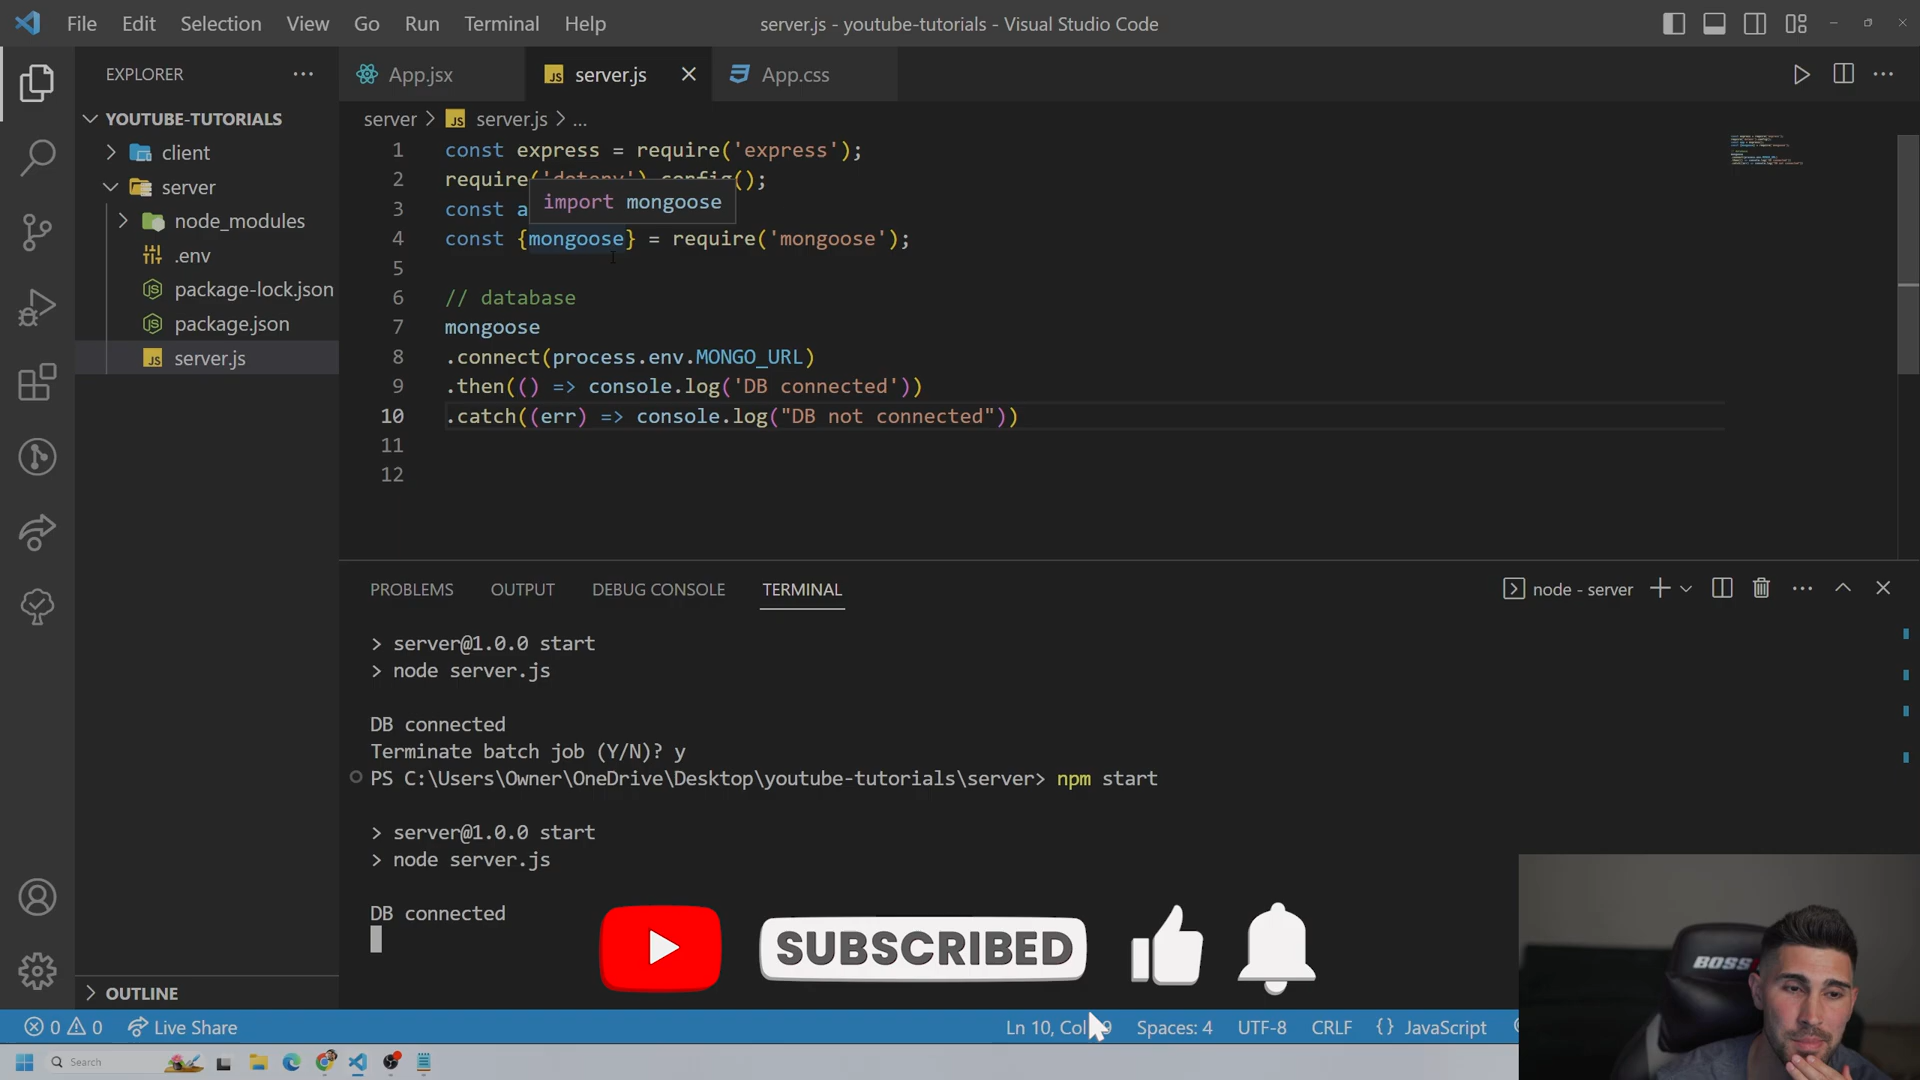 File Edit Selection View Go Run Terminal Help
server.js - youtube-tutorials - Visual Studio Code
EXPLORER
App.jsx
server.js
App.css
YOUTUBE-TUTORIALS
client
server
node_modules
.env
package-lock.json
package.json
server.js
OUTLINE
server > server.js > ...
1 const express = require('express');
2 require('dotenv').config();
3 const a
import mongoose
4 const {mongoose} = require('mongoose');
5
6 // database
7 mongoose
8 .connect(process.env.MONGO_URL)
9 .then(() => console.log('DB connected'))
10 .catch((err) => console.log("DB not connected"))
11
12
PROBLEMS OUTPUT DEBUG CONSOLE TERMINAL
node - server
> server@1.0.0 start
> node server.js
DB connected
Terminate batch job (Y/N)? y
PS C:\Users\Owner\OneDrive\Desktop\youtube-tutorials\server> npm start
> server@1.0.0 start
> node server.js
DB connected
SUBSCRIBED
BOSS
0 0 Live Share
Ln 10, Col 9 Spaces: 4 UTF-8 CRLF {} JavaScript
Search